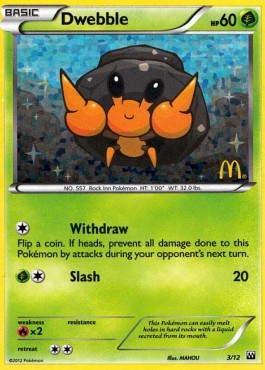 BASIC
Dwebble HP60
M
NO. 557 Rock Inn Pokémon HT: 1'00" WT: 32.0 lbs.
Withdraw
Flip a coin. If heads, prevent all damage done to this
Pokémon by attacks during your opponent's next turn.
Slash 20
weakness resistance
×2
retreat
This Pokémon can easily melt
holes in hard rocks with a liquid
secreted from its mouth.
©2012 Pokémon Illus. MAHOU 3/12